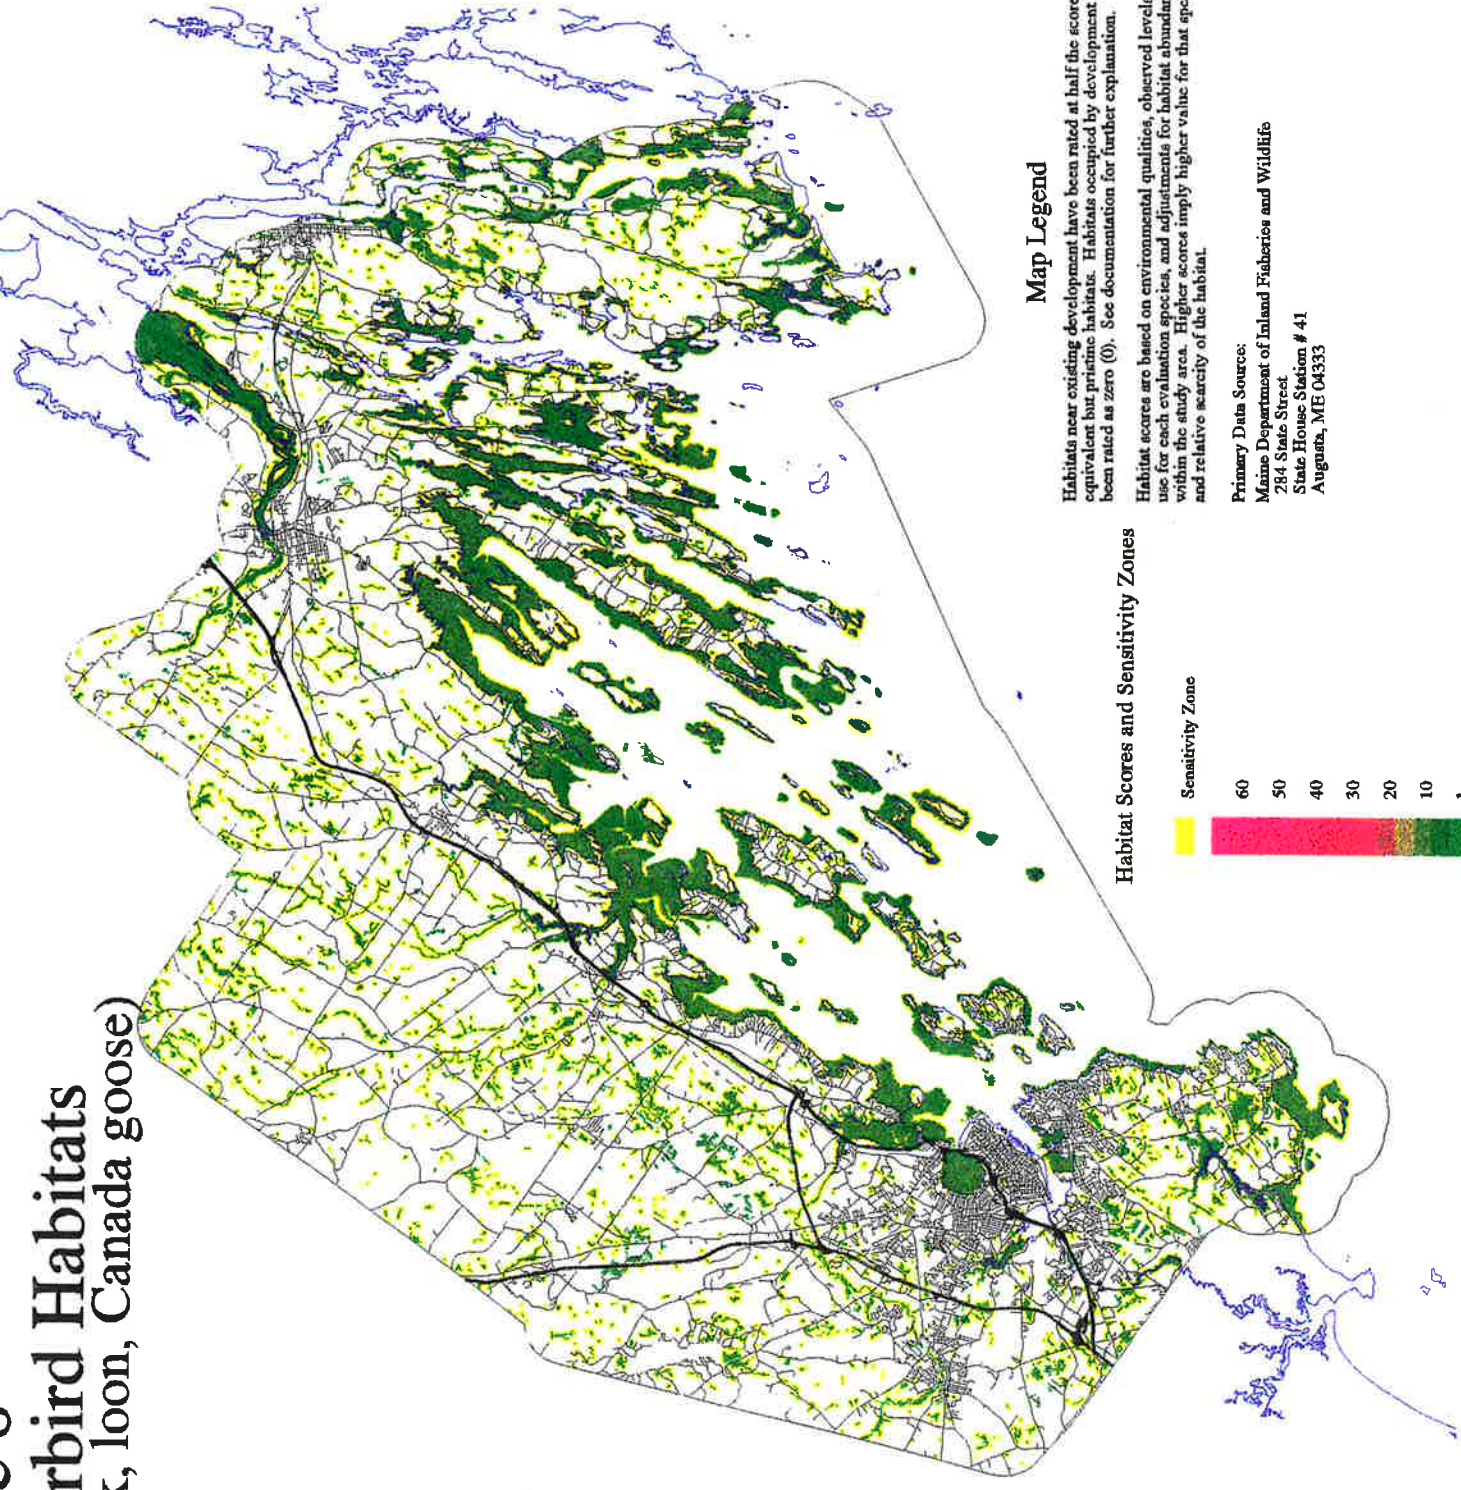 rbird Habitats
, loon, Canada goose)
Map Legend
Habitats near existing development have been rated at half the score
equivalent but pristine habitats. Habitats occupied by development
been rated as zero (0). See documentation for further explanation.
Habitat scores are based on environmental qualities, observed levels
use for each evaluation species, and adjustments for habitat abundan
within the study area. Higher scores imply higher value for that spe
and relative scarcity of the habitat.
Primary Data Source:
Maine Department of Inland Fisheries and Wildlife
284 State Street
State House Station # 41
Augusta, ME 04333
Habitat Scores and Sensitivity Zones
Sensitivity Zone
60
50
40
30
20
10